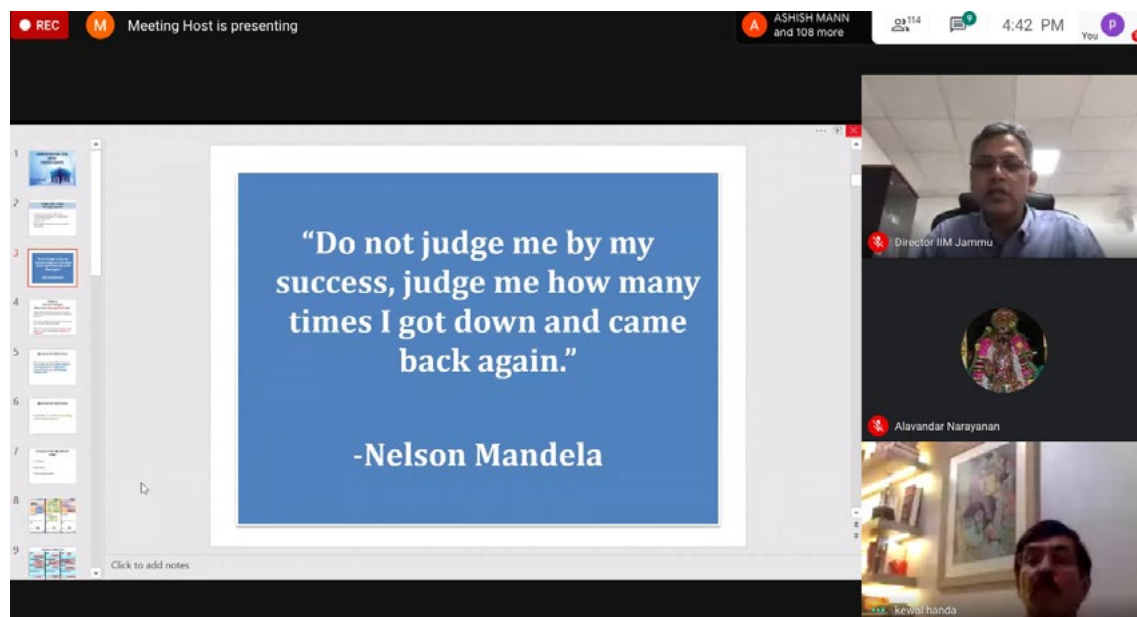 REC
M
Meeting Host is presenting
A
ASHISH MANN
and 108 more
114
9
4:42 PM
You
P
1
2
3
4
5
6
7
8
9
“Do not judge me by my
success, judge me how many
times I got down and came
back again.”
-Nelson Mandela
Click to add notes
Director IIM Jammu
Alavandar Narayanan
kewal handa